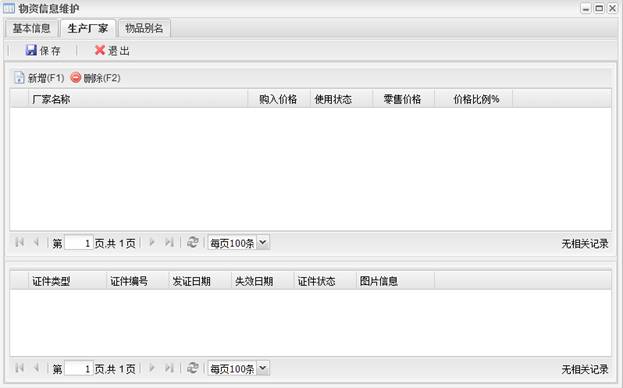 物资信息维护
基本信息 生产厂家 物品别名
保存 退出
新增(F1) 删除(F2)
厂家名称 购入价格 使用状态 零售价格 价格比例%
第 1 页,共 1 页 每页100条 无相关记录
证件类型 证件编号 发证日期 失效日期 证件状态 图片信息
第 1 页,共 1 页 每页100条 无相关记录